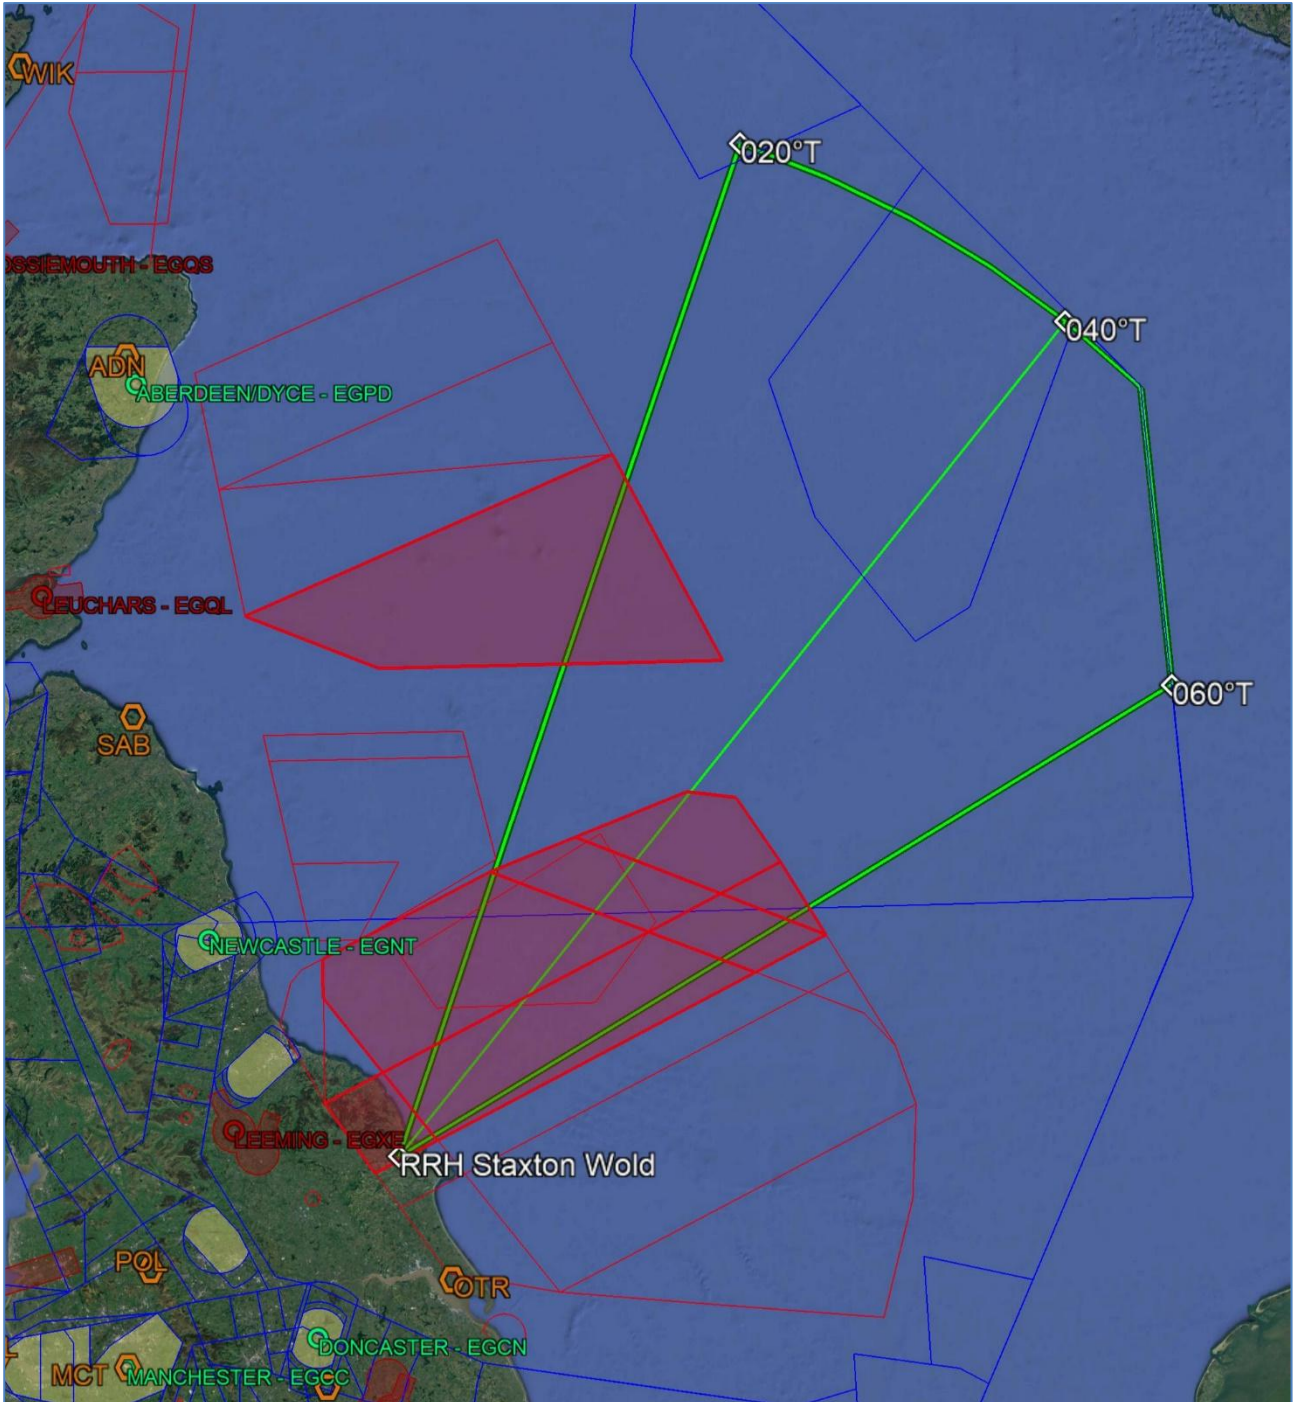 WIK
020°T
OSSIEMOUTH - EGQS
040°T
ADN
ABERDEEN/DYCE - EGPD
LEUCHARS - EGQL
060°T
SAB
NEWCASTLE - EGNT
LEEMING - EGXE
RRH Staxton Wold
POL
OTR
DONCASTER - EGCN
MCT
MANCHESTER - EGCC